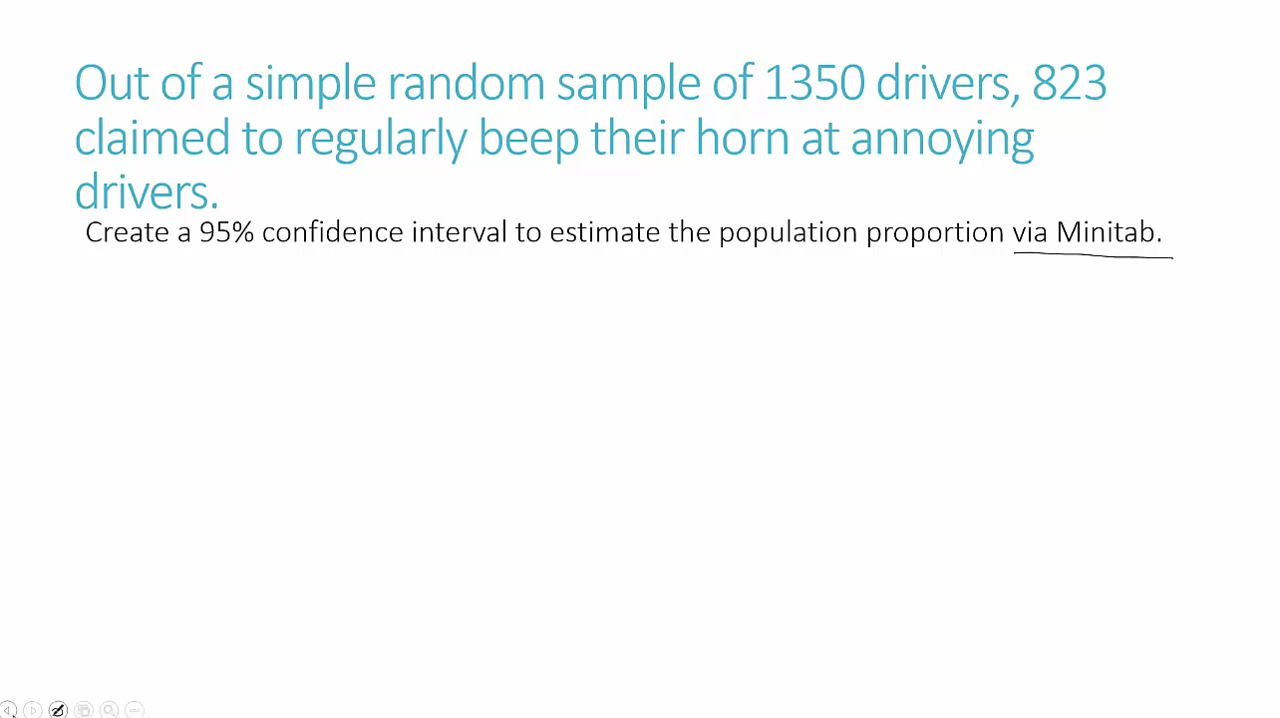 Out of a simple random sample of 1350 drivers, 823
claimed to regularly beep their horn at annoying
drivers.
Create a 95% confidence interval to estimate the population proportion via Minitab.